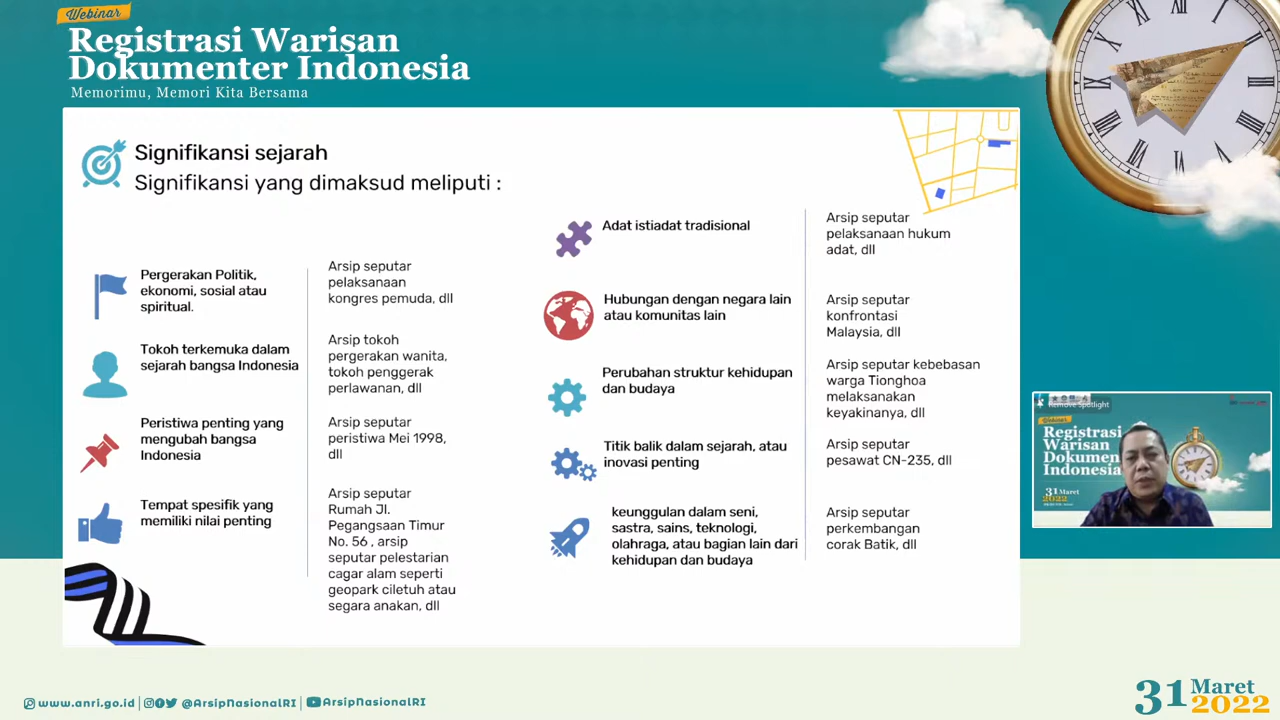 Webinar
Registrasi Warisan
Dokumenter Indonesia
Memorimu, Memori Kita Bersama
Signifikansi sejarah
Signifikansi yang dimaksud meliputi :
Pergerakan Politik,
ekonomi, sosial atau
spiritual.
Arsip seputar
pelaksanaan
kongres pemuda, dll
Tokoh terkemuka dalam
sejarah bangsa Indonesia
Arsip tokoh
pergerakan wanita,
tokoh penggerak
perlawanan, dll
Peristiwa penting yang
mengubah bangsa
Indonesia
Arsip seputar
peristiwa Mei 1998,
dll
Tempat spesifik yang
memiliki nilai penting
Arsip seputar
Rumah Jl.
Pegangsaan Timur
No. 56 , arsip
seputar pelestarian
cagar alam seperti
geopark ciletuh atau
segara anakan, dll
Adat istiadat tradisional
Arsip seputar
pelaksanaan hukum
adat, dll
Hubungan dengan negara lain
atau komunitas lain
Arsip seputar
konfrontasi
Malaysia, dll
Perubahan struktur kehidupan
dan budaya
Arsip seputar kebebasan
warga Tionghoa
melaksanakan
keyakinanya, dll
Titik balik dalam sejarah, atau
inovasi penting
Arsip seputar
pesawat CN-235, dll
keunggulan dalam seni,
sastra, sains, teknologi,
olahraga, atau bagian lain dari
kehidupan dan budaya
Arsip seputar
perkembangan
corak Batik, dll
Remove Spotlight
Webinar
Registrasi
Warisan
Dokumen
Indonesia
31 Maret
2022
www.anri.go.id | @ArsipNasionalRI | ArsipNasionalRI
31 Maret
2022